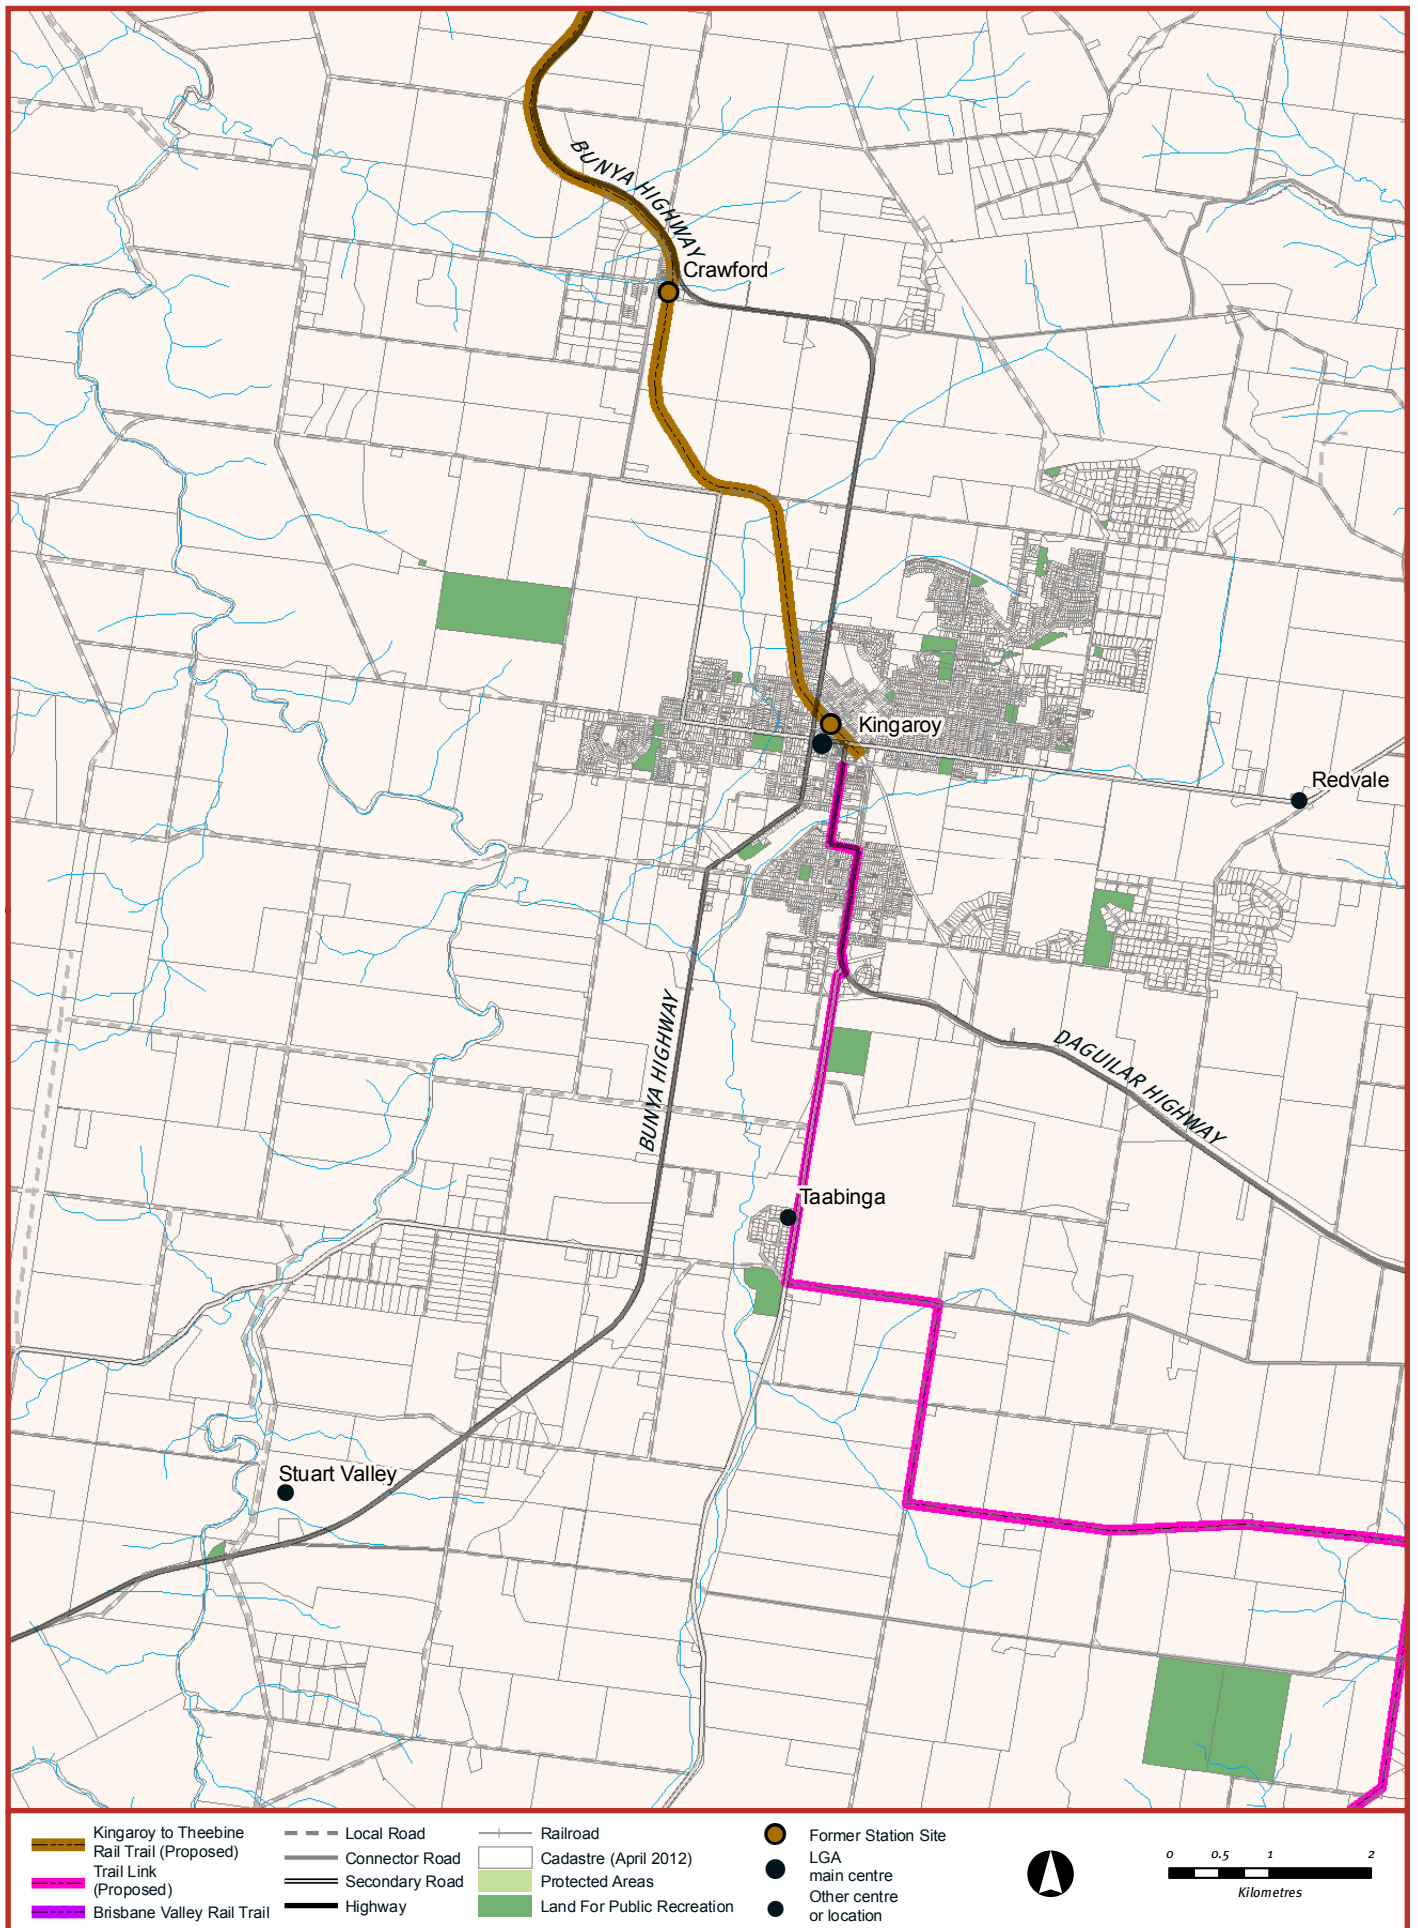 BUNYA HIGHWAY
Crawford
Kingaroy
Redvale
BUNYA HIGHWAY
DAGUILAR HIGHWAY
Taabinga
Stuart Valley
Kingaroy to Theebine
Rail Trail (Proposed)
Trail Link
(Proposed)
Brisbane Valley Rail Trail
Local Road
Connector Road
Secondary Road
Highway
Railroad
Cadastre (April 2012)
Protected Areas
Land For Public Recreation
Former Station Site
LGA
main centre
Other centre
or location
0 0.5 1 2
Kilometres